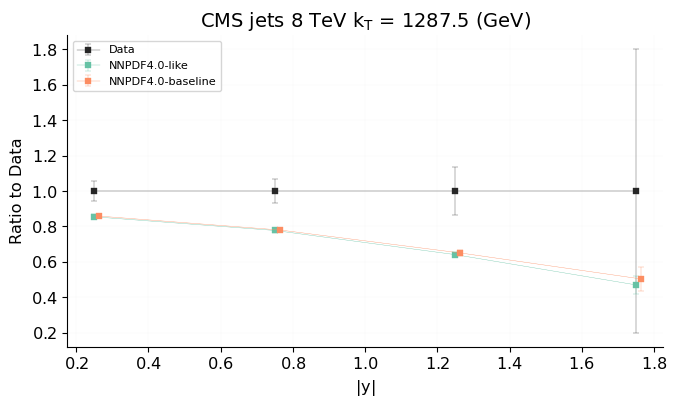 CMS jets 8 TeV k_T = 1287.5 (GeV)
Data
NNPDF4.0-like
NNPDF4.0-baseline
Ratio to Data
1.8
1.6
1.4
1.2
1.0
0.8
0.6
0.4
0.2
0.2 0.4 0.6 0.8 1.0 1.2 1.4 1.6 1.8
|y|